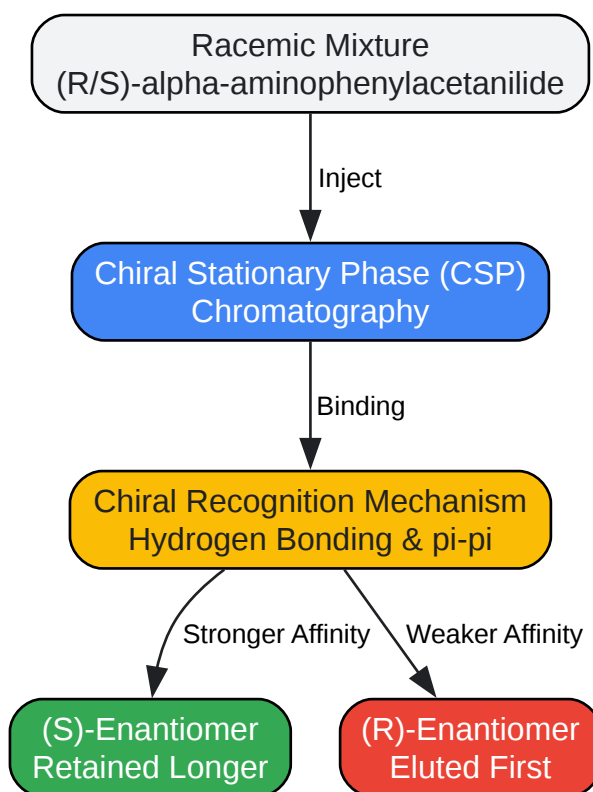 Racemic Mixture
(R/S)-alpha-aminophenylacetanilide
Inject
Chiral Stationary Phase (CSP)
Chromatography
Binding
Chiral Recognition Mechanism
Hydrogen Bonding & pi-pi
Stronger Affinity
Weaker Affinity
(S)-Enantiomer
Retained Longer
(R)-Enantiomer
Eluted First